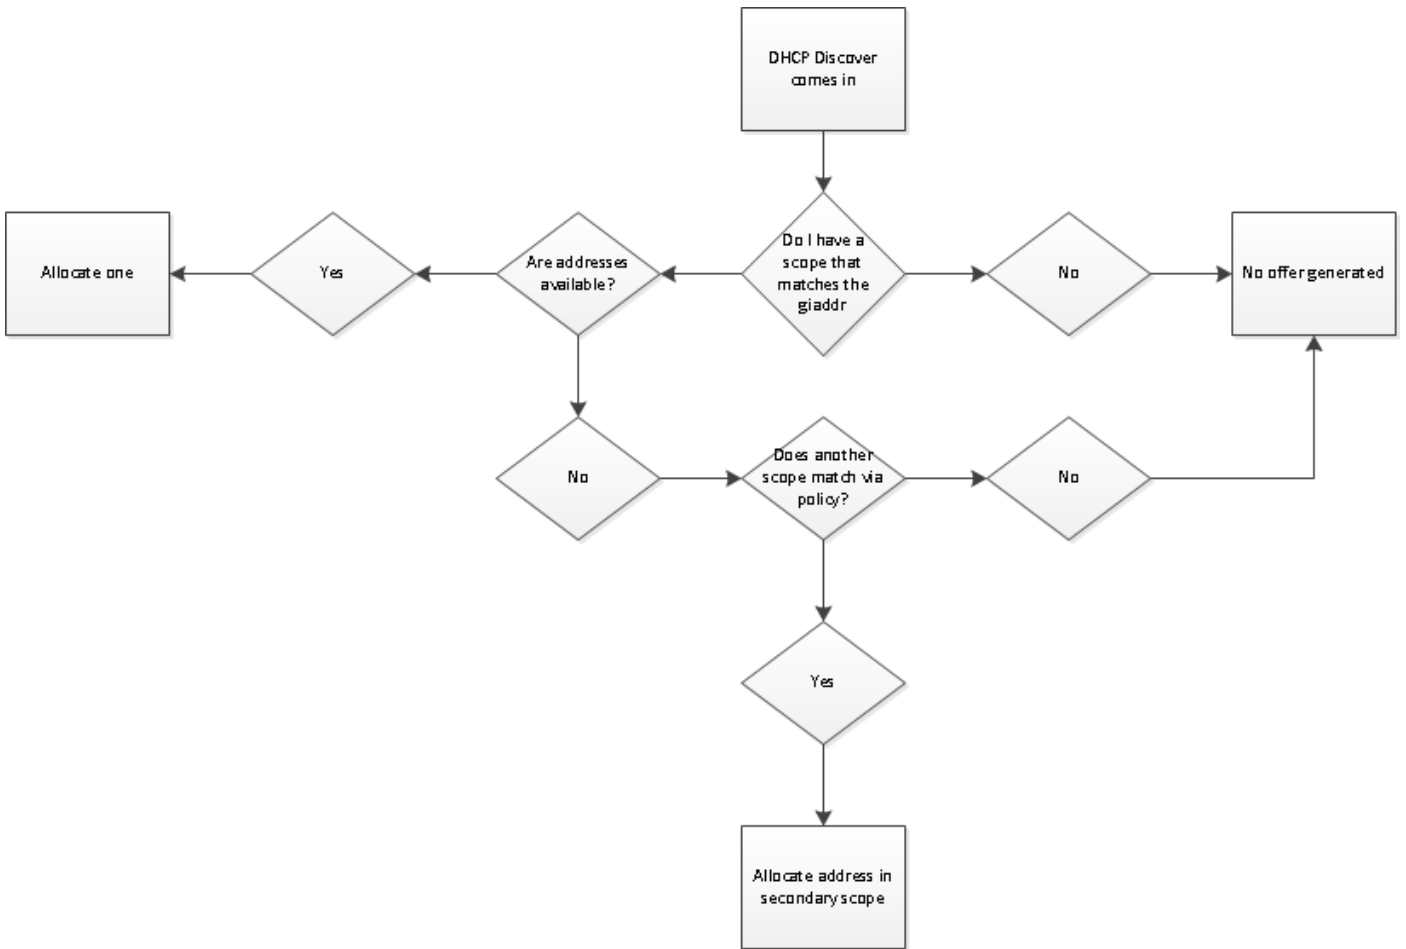 DHCP Discover
comes in
Allocate one
Yes
Are addresses
available?
Do I have a
scope that
matches the
giaddr
No
No offer generated
No
Does another
scope match via
policy?
No
Yes
Allocate address in
secondary scope